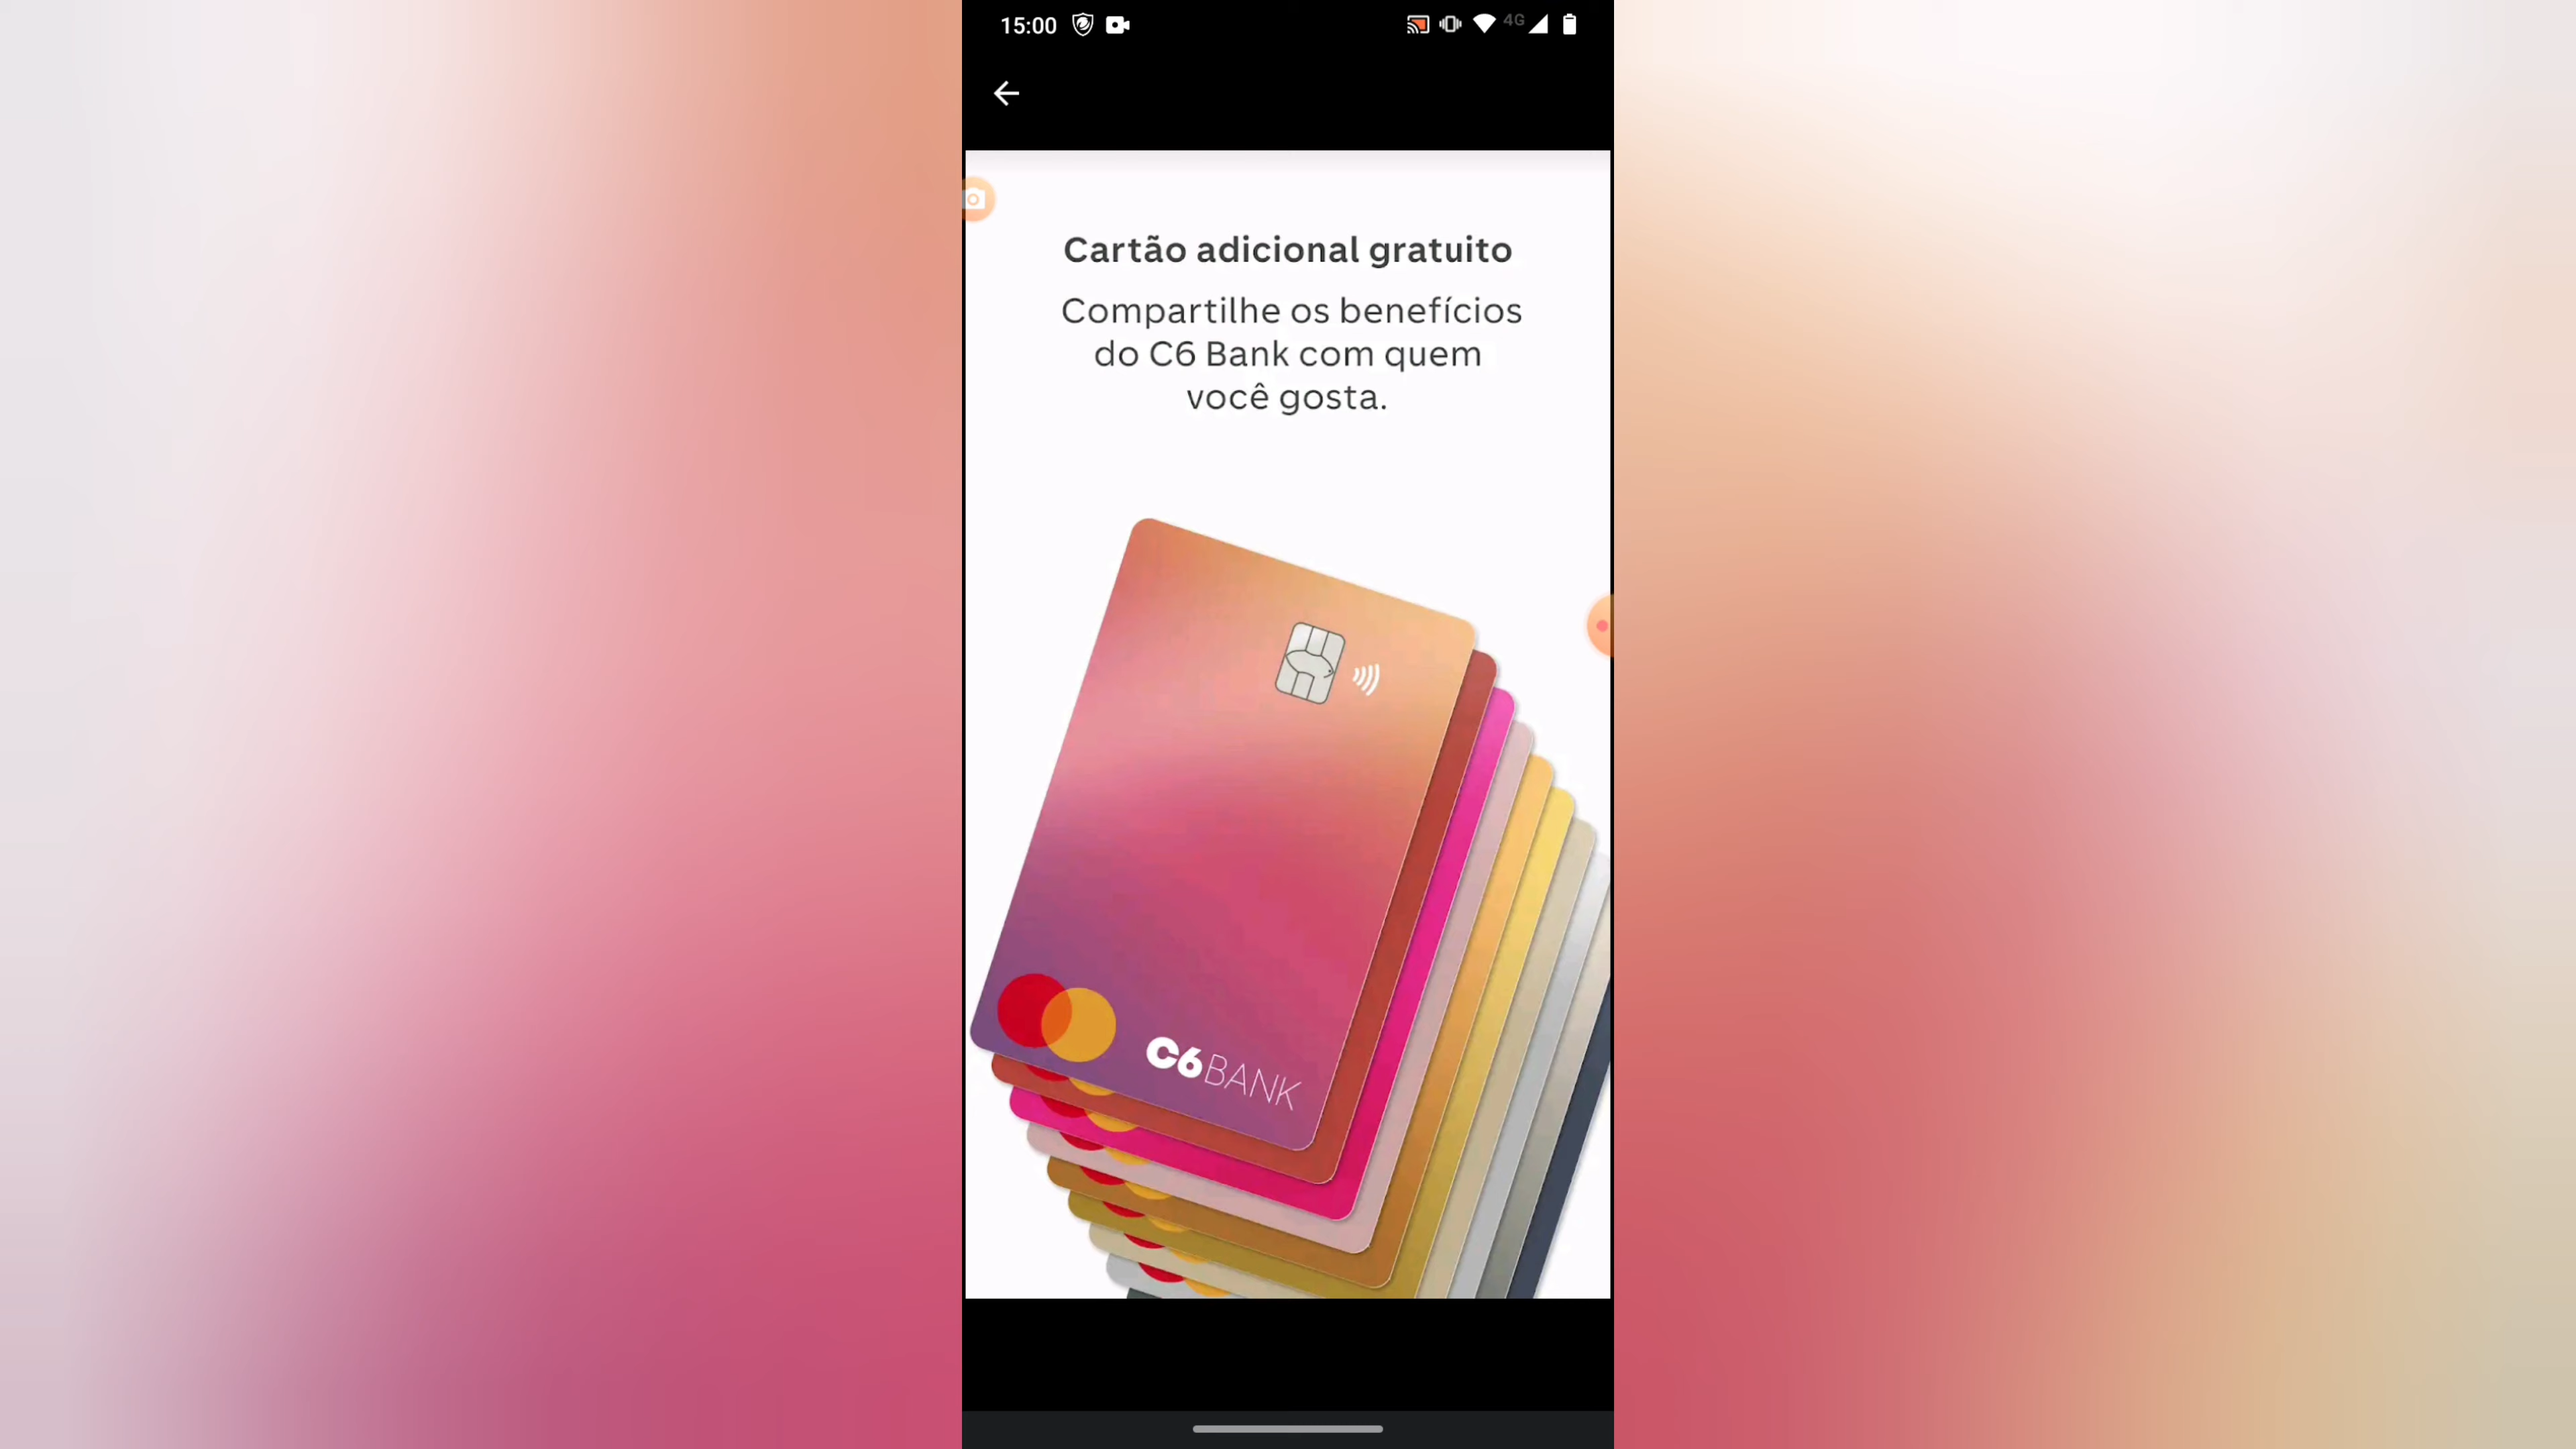 15:00
4G
Cartão adicional gratuito
Compartilhe os benefícios
do C6 Bank com quem
você gosta.
C6 BANK